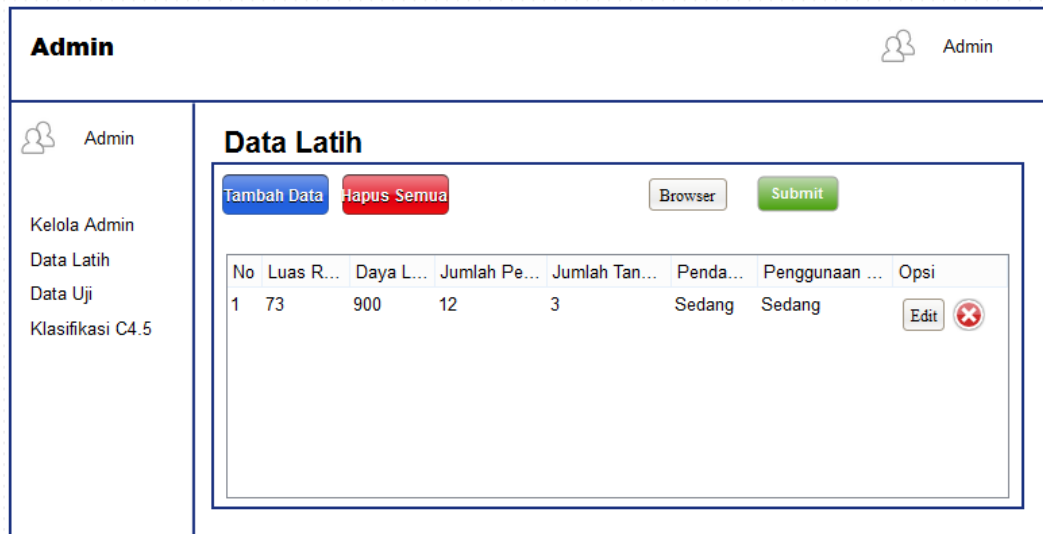 Admin
Admin
Admin
Kelola Admin
Data Latih
Data Uji
Klasifikasi C4.5
Data Latih
Tambah Data Hapus Semua Browser Submit
No Luas R... Daya L... Jumlah Pe... Jumlah Tan... Penda... Penggunaan ... Opsi
1 73 900 12 3 Sedang Sedang Edit